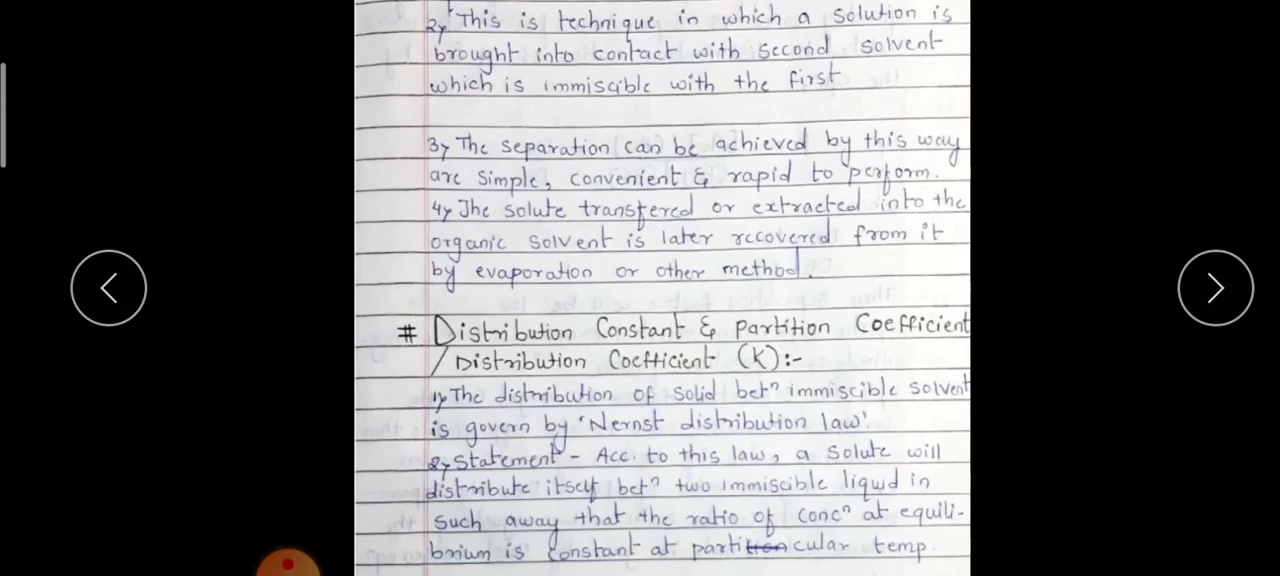 2) This is technique in which a solution is
brought into contact with second solvent
which is immiscible with the first
3) The separation can be achieved by this way
are simple, convenient & rapid to perform.
4) The solute transfered or extracted into the
organic solvent is later recovered from it
by evaporation or other method.
# Distribution Constant & Partition Coefficient
/Distribution Coefficient (K):-
1) The distribution of solid betⁿ immiscible solvent
is govern by 'Nernst distribution law'.
2) Statement - Acc. to this law, a solute will
distribute itself betⁿ two immiscible liquid in
such away that the ratio of concⁿ at equili-
brium is constant at particular temp.